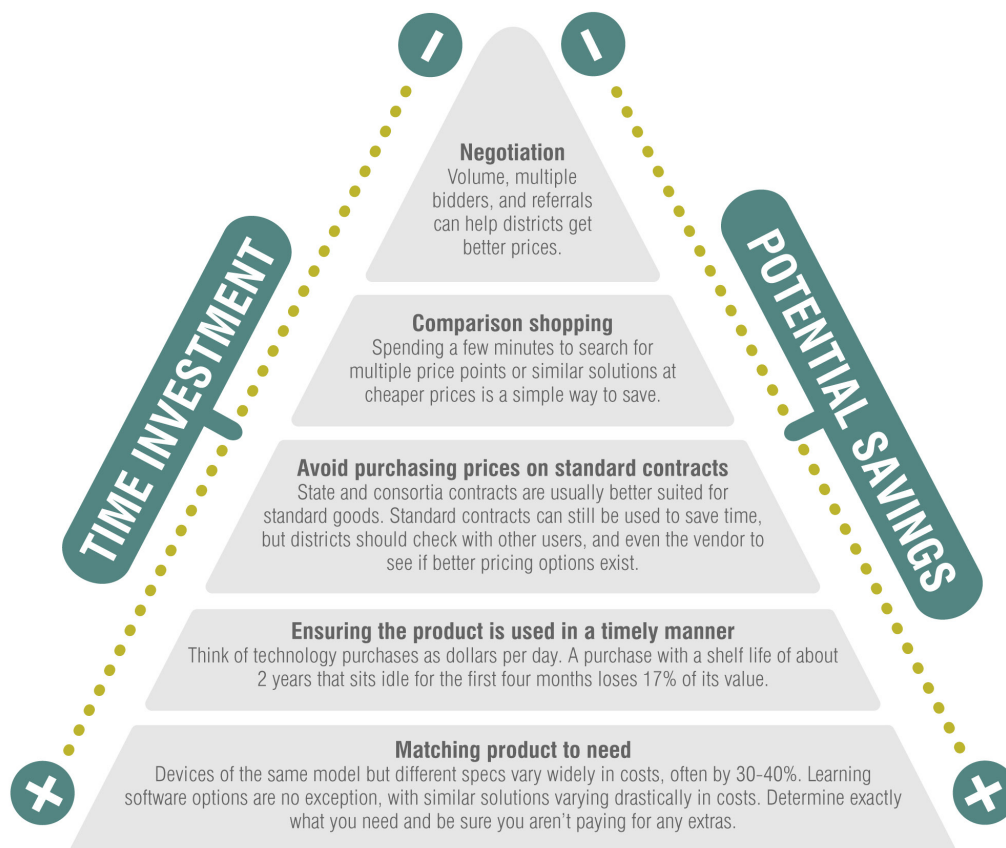 −
−
Negotiation
Volume, multiple
bidders, and referrals
can help districts get
better prices.
TIME INVESTMENT
POTENTIAL SAVINGS
Comparison shopping
Spending a few minutes to search for
multiple price points or similar solutions at
cheaper prices is a simple way to save.
Avoid purchasing prices on standard contracts
State and consortia contracts are usually better suited for
standard goods. Standard contracts can still be used to save time,
but districts should check with other users, and even the vendor to
see if better pricing options exist.
Ensuring the product is used in a timely manner
Think of technology purchases as dollars per day. A purchase with a shelf life of about
2 years that sits idle for the first four months loses 17% of its value.
Matching product to need
Devices of the same model but different specs vary widely in costs, often by 30-40%. Learning
software options are no exception, with similar solutions varying drastically in costs. Determine exactly
what you need and be sure you aren't paying for any extras.
+
+